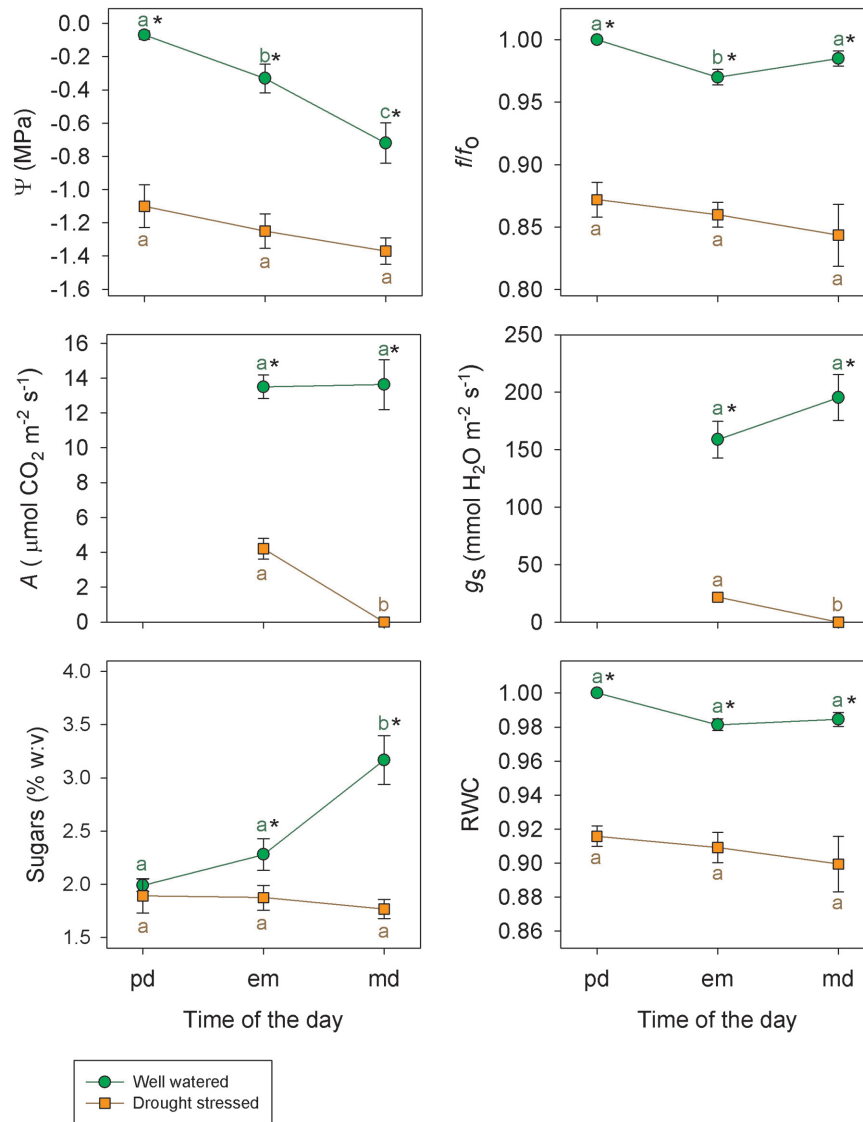 Ψ (MPa)
0.0
-0.2
-0.4
-0.6
-0.8
-1.0
-1.2
-1.4
-1.6
a*
b*
c*
a
a
a
f/fo
1.00
0.95
0.90
0.85
0.80
a*
b*
a*
a
a
a
A ( μmol CO2 m-2 s-1)
16
14
12
10
8
6
4
2
0
a*
a*
a
b
gs (mmol H2O m-2 s-1)
250
200
150
100
50
0
a*
a*
a
b
Sugars (% w:v)
4.0
3.5
3.0
2.5
2.0
1.5
a
a*
b*
a
a
a
pd em md
Time of the day
RWC
1.00
0.98
0.96
0.94
0.92
0.90
0.88
0.86
a*
a*
a*
a
a
a
pd em md
Time of the day
Well watered
Drought stressed